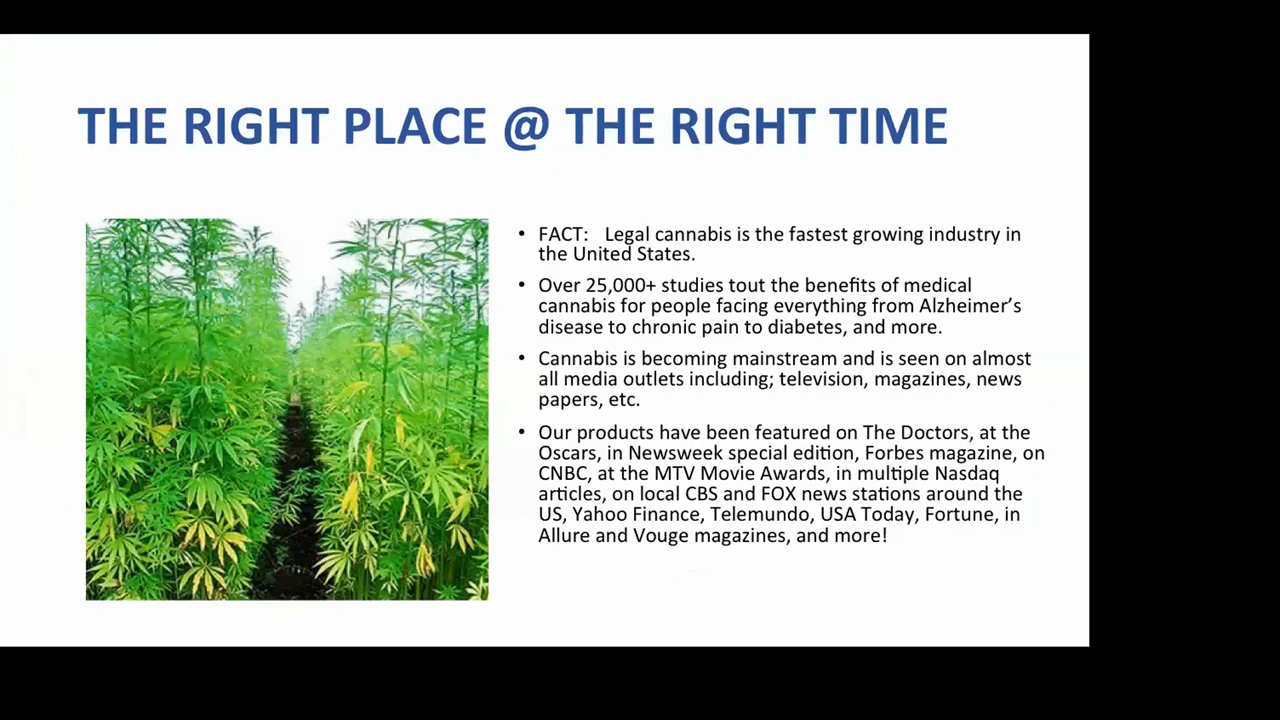 THE RIGHT PLACE @ THE RIGHT TIME
• FACT: Legal cannabis is the fastest growing industry in
the United States.
• Over 25,000+ studies tout the benefits of medical
cannabis for people facing everything from Alzheimer’s
disease to chronic pain to diabetes, and more.
• Cannabis is becoming mainstream and is seen on almost
all media outlets including; television, magazines, news
papers, etc.
• Our products have been featured on The Doctors, at the
Oscars, in Newsweek special edition, Forbes magazine, on
CNBC, at the MTV Movie Awards, in multiple Nasdaq
articles, on local CBS and FOX news stations around the
US, Yahoo Finance, Telemundo, USA Today, Fortune, in
Allure and Vouge magazines, and more!